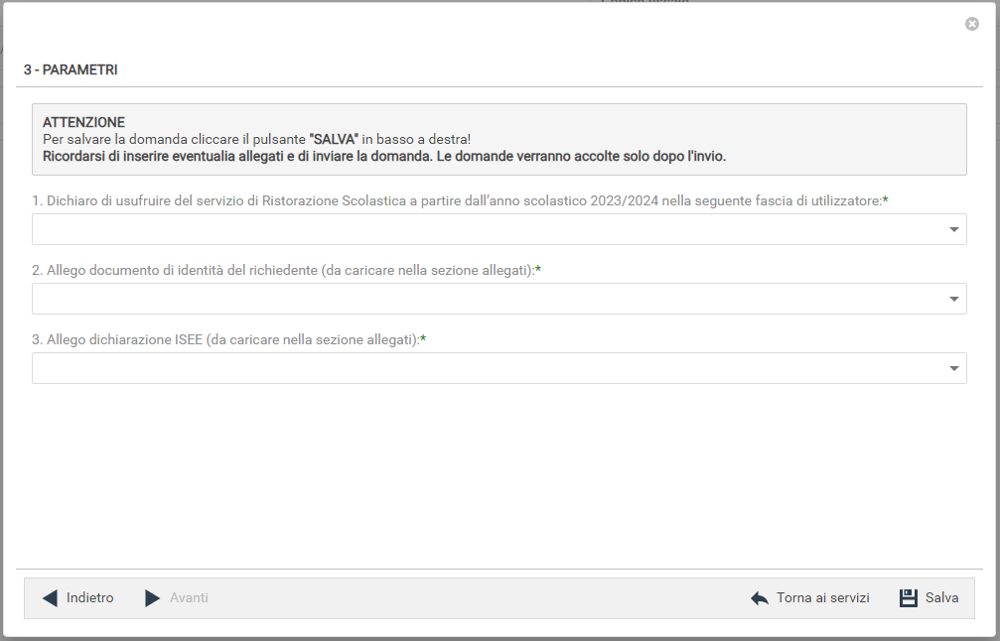 3 - PARAMETRI
ATTENZIONE
Per salvare la domanda cliccare il pulsante "SALVA" in basso a destra!
Ricordarsi di inserire eventualia allegati e di inviare la domanda. Le domande verranno accolte solo dopo l'invio.
1. Dichiaro di usufruire del servizio di Ristorazione Scolastica a partire dall'anno scolastico 2023/2024 nella seguente fascia di utilizzatore:*
2. Allego documento di identità del richiedente (da caricare nella sezione allegati):*
3. Allego dichiarazione ISEE (da caricare nella sezione allegati):*
Indietro Avanti Torna ai servizi Salva